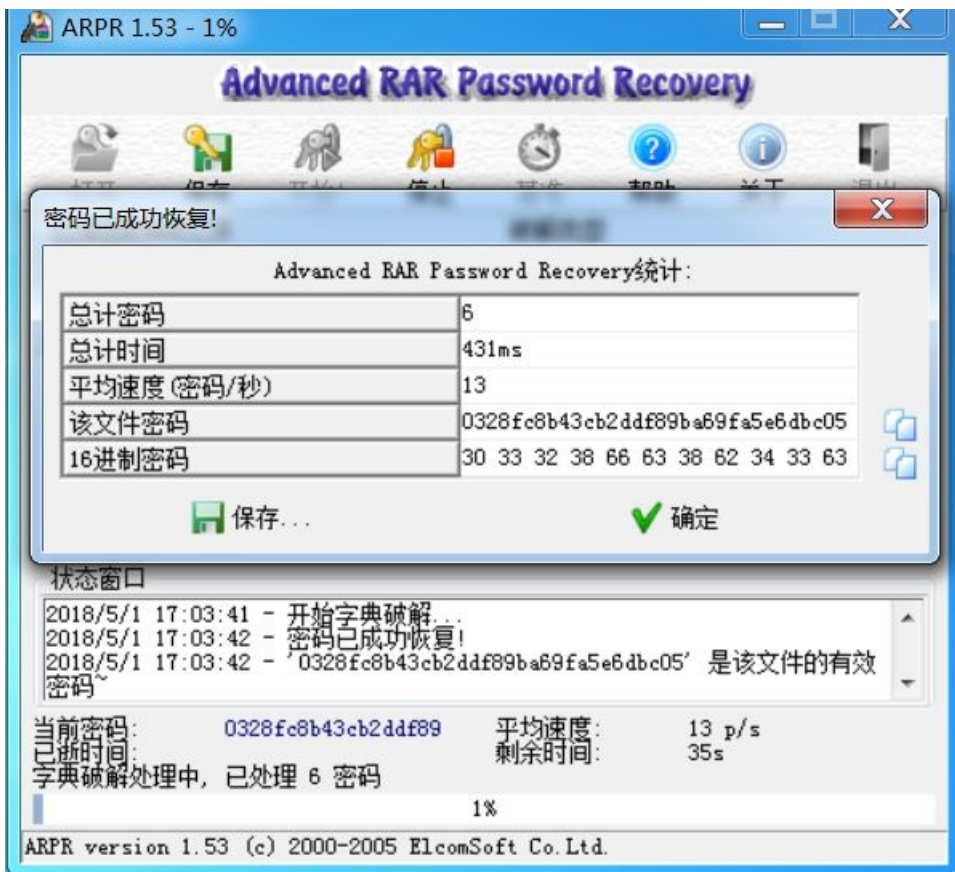 ARPR 1.53 - 1%
Advanced RAR Password Recovery
密码已成功恢复!
Advanced RAR Password Recovery统计:
总计密码 6
总计时间 431ms
平均速度(密码/秒) 13
该文件密码 0328fc8b43cb2ddf89ba69fa5e6dbc05
16进制密码 30 33 32 38 66 63 38 62 34 33 63
保存... 确定
状态窗口
2018/5/1 17:03:41 - 开始字典破解...
2018/5/1 17:03:42 - 密码已成功恢复!
2018/5/1 17:03:42 - '0328fc8b43cb2ddf89ba69fa5e6dbc05' 是该文件的有效
密码~
当前密码: 0328fc8b43cb2ddf89 平均速度: 13 p/s
已逝时间: 剩余时间: 35s
字典破解处理中, 已处理 6 密码
1%
ARPR version 1.53 (c) 2000-2005 ElcomSoft Co.Ltd.